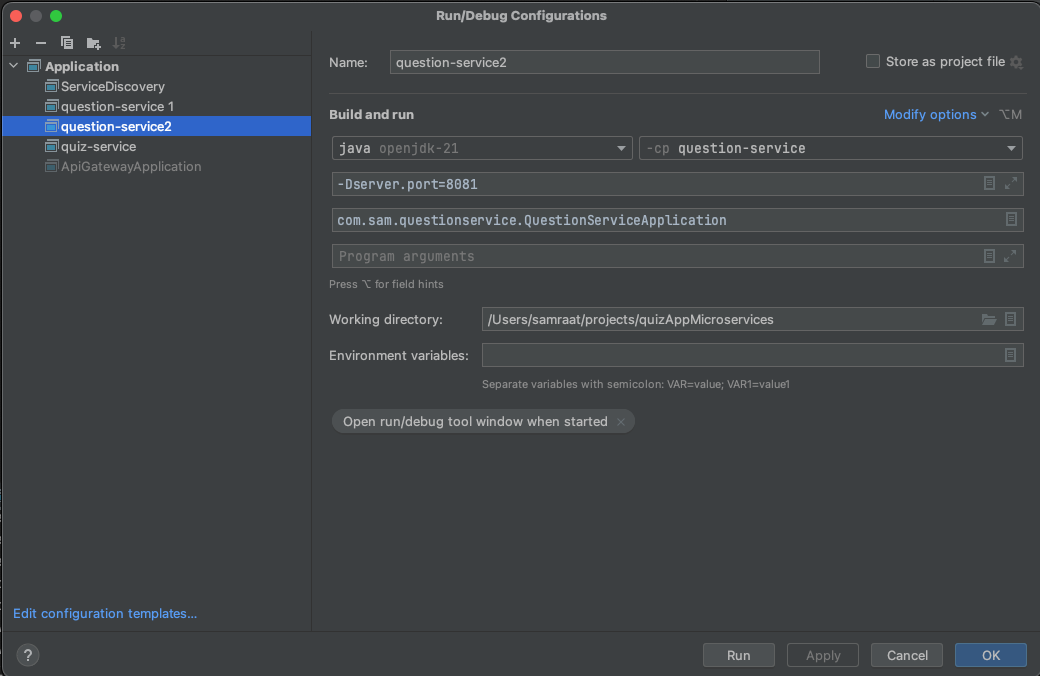 Run/Debug Configurations
Application
ServiceDiscovery
question-service 1
question-service2
quiz-service
ApiGatewayApplication
Edit configuration templates...
Name: question-service2 Store as project file
Build and run Modify options ⌥M
java openjdk-21 -cp question-service
-Dserver.port=8081
com.sam.questionservice.QuestionServiceApplication
Program arguments
Press ⌥ for field hints
Working directory: /Users/samraat/projects/quizAppMicroservices
Environment variables:
Separate variables with semicolon: VAR=value; VAR1=value1
Open run/debug tool window when started ×
? Run Apply Cancel OK